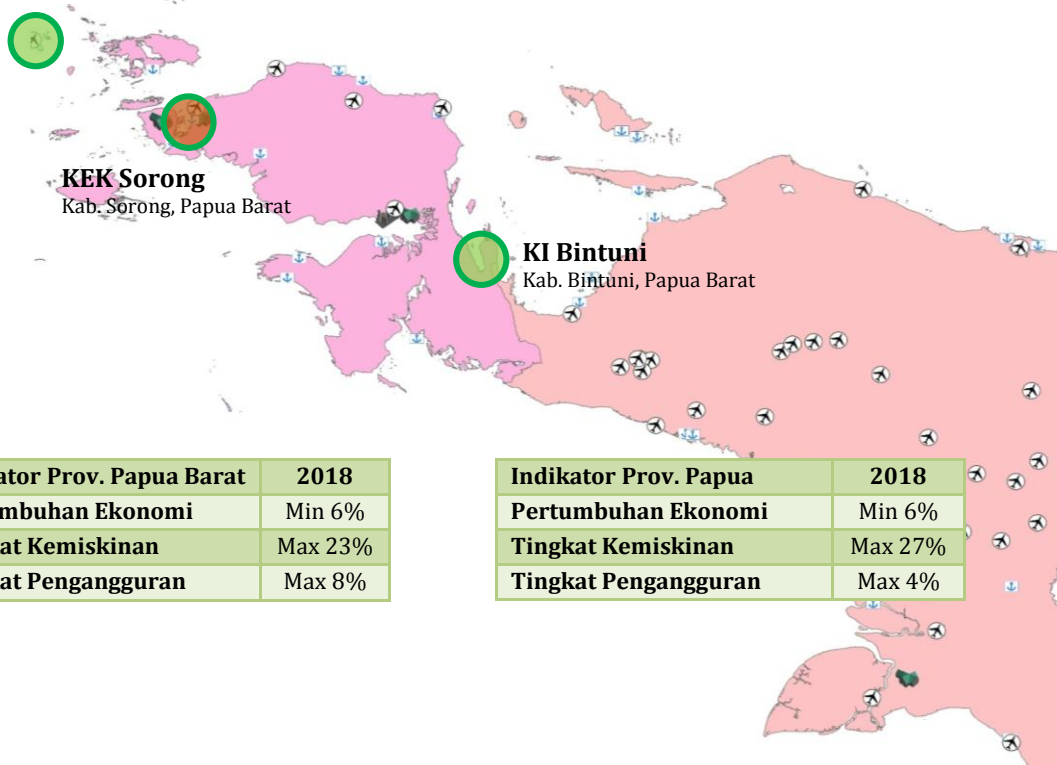 KEK Sorong
Kab. Sorong, Papua Barat
KI Bintuni
Kab. Bintuni, Papua Barat
ator Prov. Papua Barat 2018
mbuhan Ekonomi Min 6%
at Kemiskinan Max 23%
at Pengangguran Max 8%
Indikator Prov. Papua 2018
Pertumbuhan Ekonomi Min 6%
Tingkat Kemiskinan Max 27%
Tingkat Pengangguran Max 4%